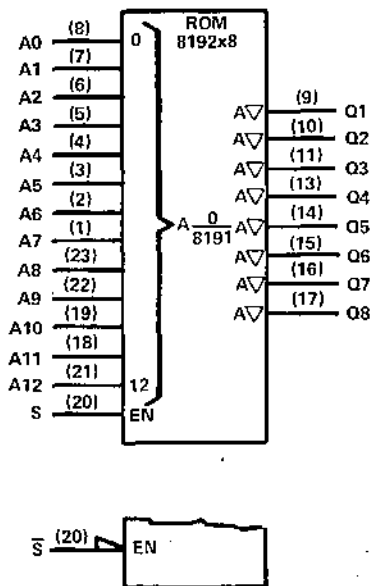 ROM
8192x8
A0 (8) 0
A1 (7)
A2 (6)
A3 (5)
A4 (4)
A5 (3)
A6 (2)
A7 (1)
A8 (23)
A9 (22)
A10 (19)
A11 (18)
A12 (21) 12
S (20) EN
A 0/8191
A▽ (9) Q1
A▽ (10) Q2
A▽ (11) Q3
A▽ (13) Q4
A▽ (14) Q5
A▽ (15) Q6
A▽ (16) Q7
A▽ (17) Q8
S̅ (20) EN